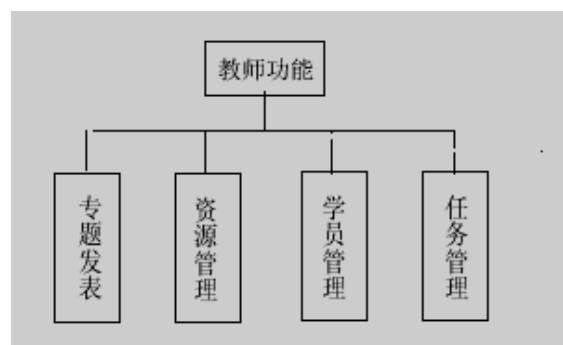 教师功能
专题发表
资源管理
学员管理
任务管理